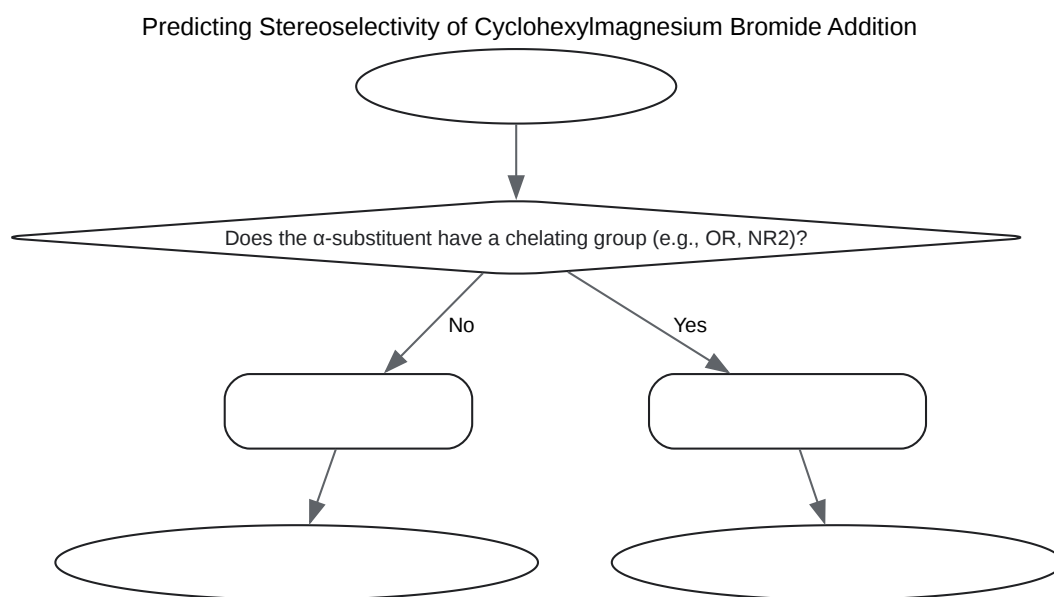 Predicting Stereoselectivity of Cyclohexylmagnesium Bromide Addition
Does the α-substituent have a chelating group (e.g., OR, NR2)?
No
Yes